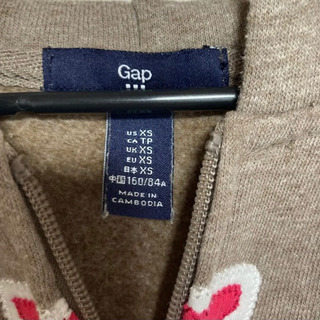 Gap
US XS
CA TP
UK XS
EU XS
日本 XS
中国 160/84A
MADE IN
CAMBODIA